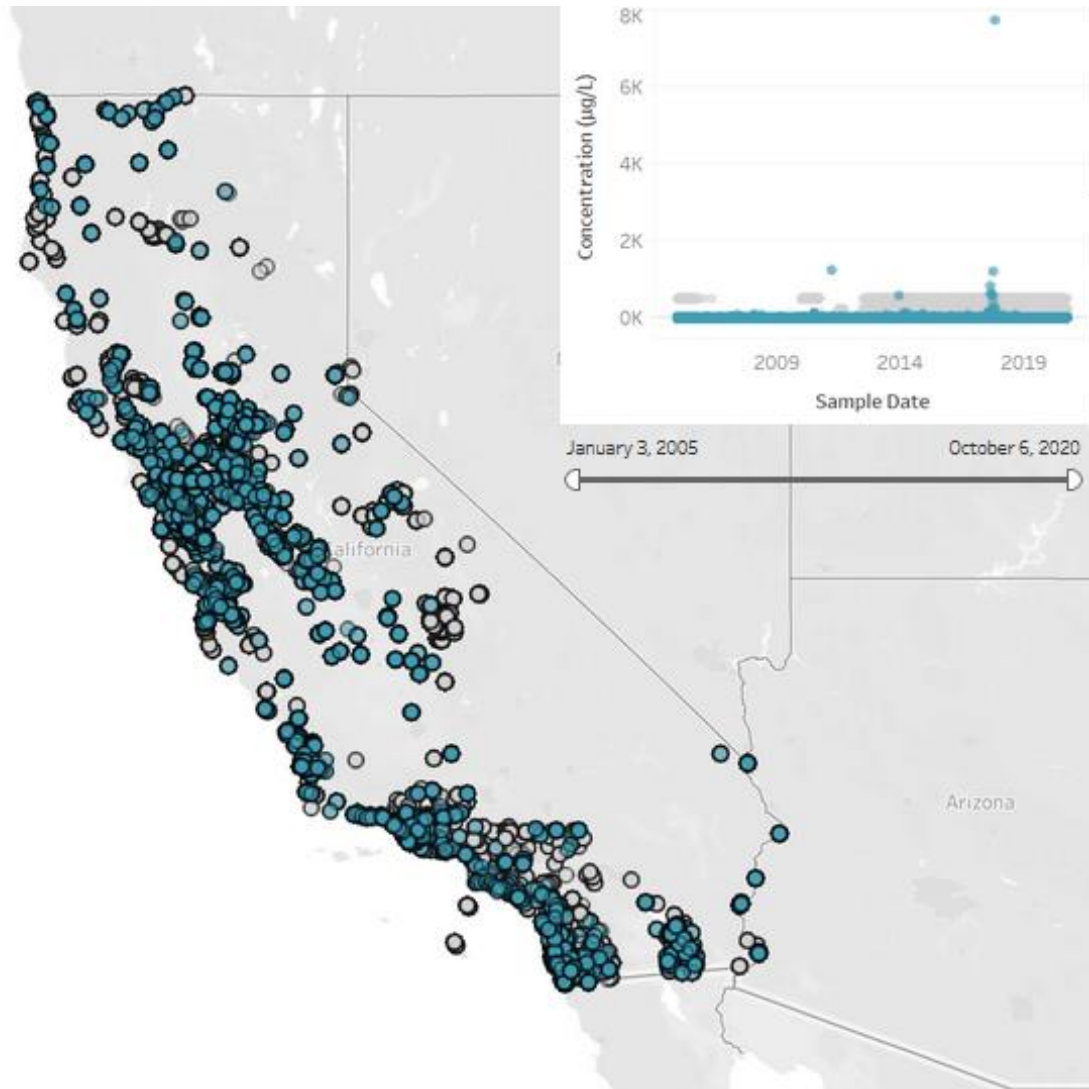 8K
6K
4K
2K
0K
Concentration (µg/L)
2009 2014 2019
Sample Date
January 3, 2005 October 6, 2020
alifornia
Arizona